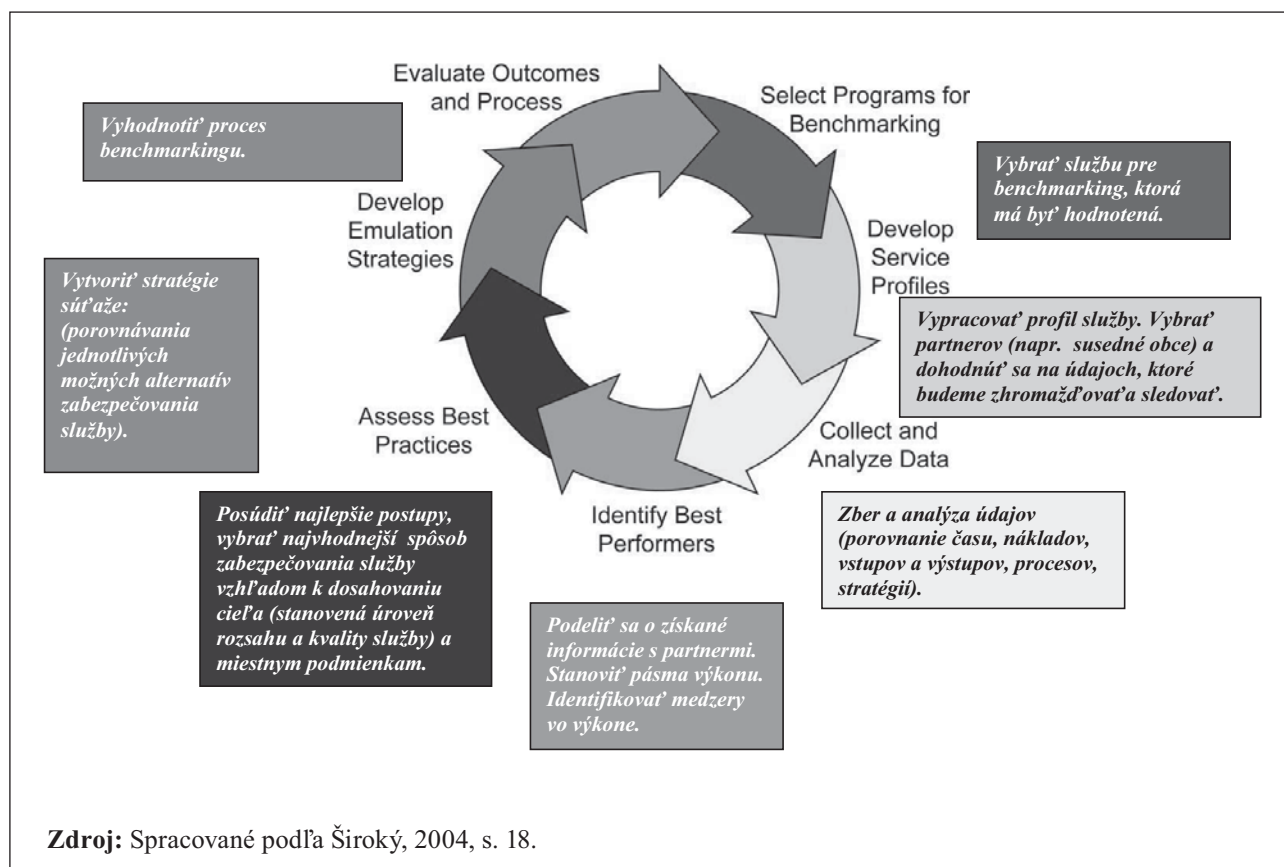 Evaluate Outcomes
and Process
Select Programs for
Benchmarking
Vyhodnotiť proces
benchmarkingu.
Vybrať službu pre
benchmarking, ktorá
má byť hodnotená.
Develop
Emulation
Strategies
Develop
Service
Profiles
Vytvoriť stratégie
súťaže:
(porovnávania
jednotlivých
možných alternatív
zabezpečovania
služby).
Vypracovať profil služby. Vybrať
partnerov (napr. susedné obce) a
dohodnúť sa na údajoch, ktoré
budeme zhromažďovať a sledovať.
Assess Best
Practices
Collect and
Analyze Data
Identify Best
Performers
Posúdiť najlepšie postupy,
vybrať najvhodnejší spôsob
zabezpečovania služby
vzhľadom k dosahovaniu
cieľa (stanovená úroveň
rozsahu a kvality služby) a
miestnym podmienkam.
Zber a analýza údajov
(porovnanie času, nákladov,
vstupov a výstupov, procesov,
stratégií).
Podeliť sa o získané
informácie s partnermi.
Stanoviť pásma výkonu.
Identifikovať medzery
vo výkone.
Zdroj: Spracované podľa Široký, 2004, s. 18.